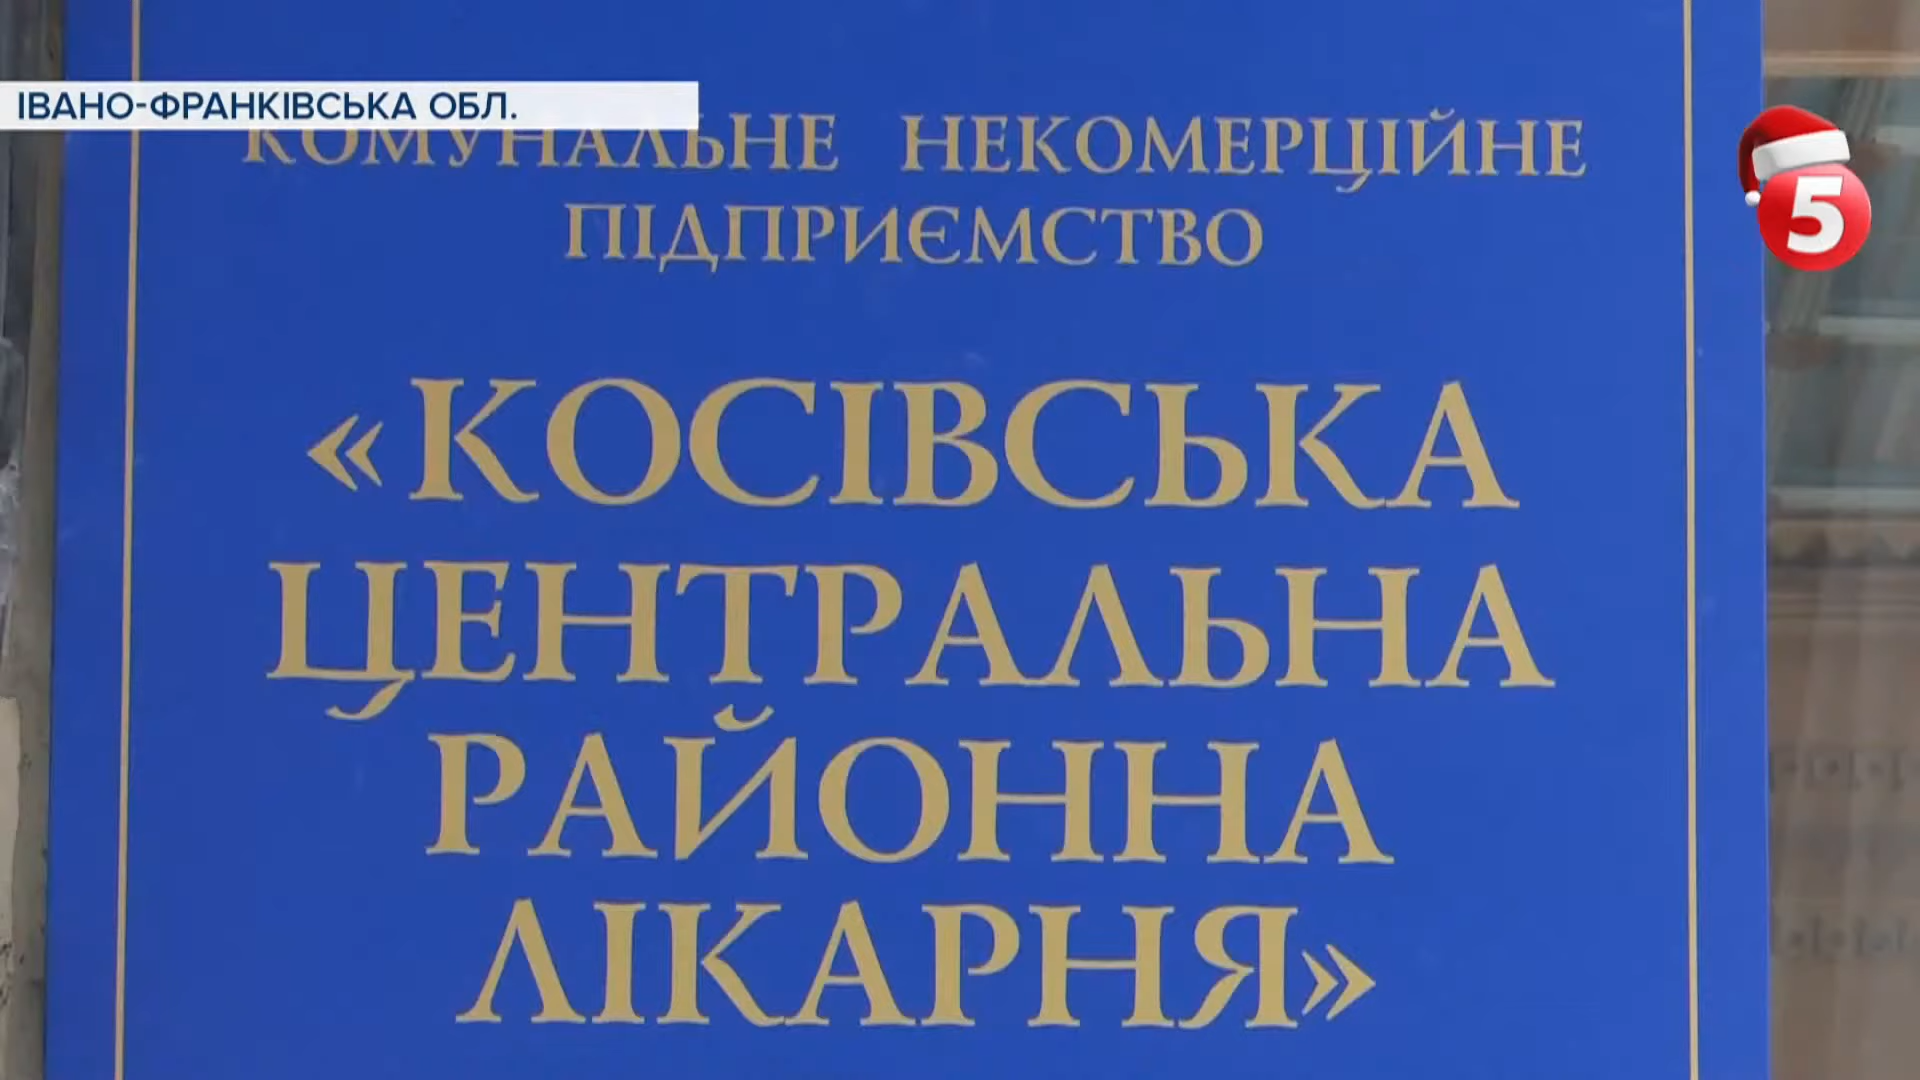 ІВАНО-ФРАНКІВСЬКА ОБЛ.
КОМУНАЛЬНЕ НЕКОМЕРЦІЙНЕ
ПІДПРИЄМСТВО
«КОСІВСЬКА
ЦЕНТРАЛЬНА
РАЙОННА
ЛІКАРНЯ»
5